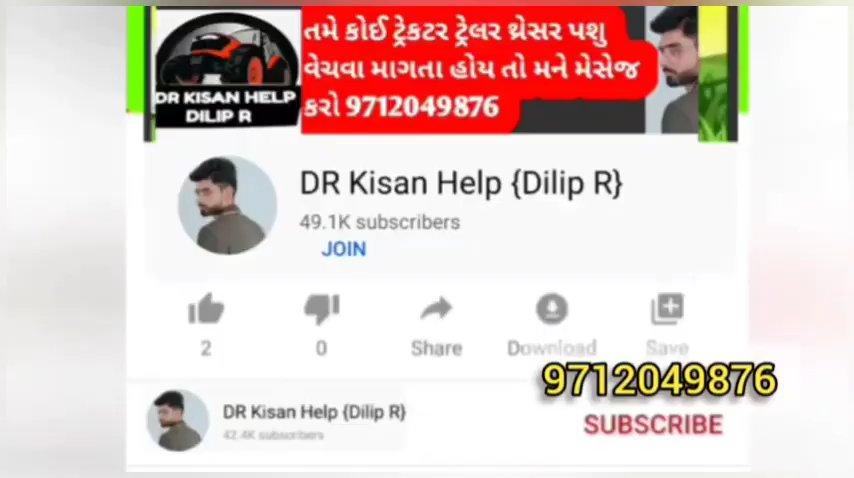 તમે કોઈ ટ્રેકટર ટ્રેલર થ્રેસર પશુ
વેચવા માગતા હોય તો મને મેસેજ
કરો 9712049876
DR KISAN HELP
DILIP R
DR Kisan Help {Dilip R}
49.1K subscribers
JOIN
2
0
Share
Download
Save
9712049876
DR Kisan Help {Dilip R}
42.4K subscribers
SUBSCRIBE